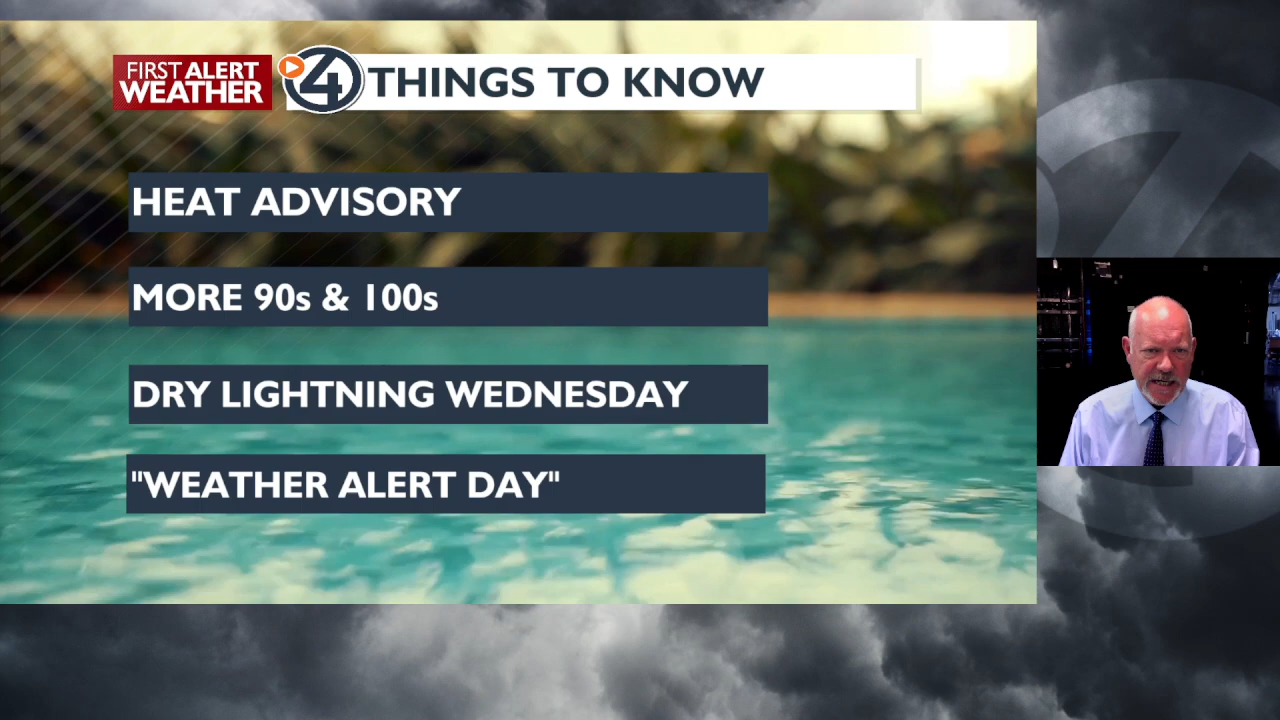 FIRST ALERT
WEATHER
4 THINGS TO KNOW
HEAT ADVISORY
MORE 90s & 100s
DRY LIGHTNING WEDNESDAY
"WEATHER ALERT DAY"